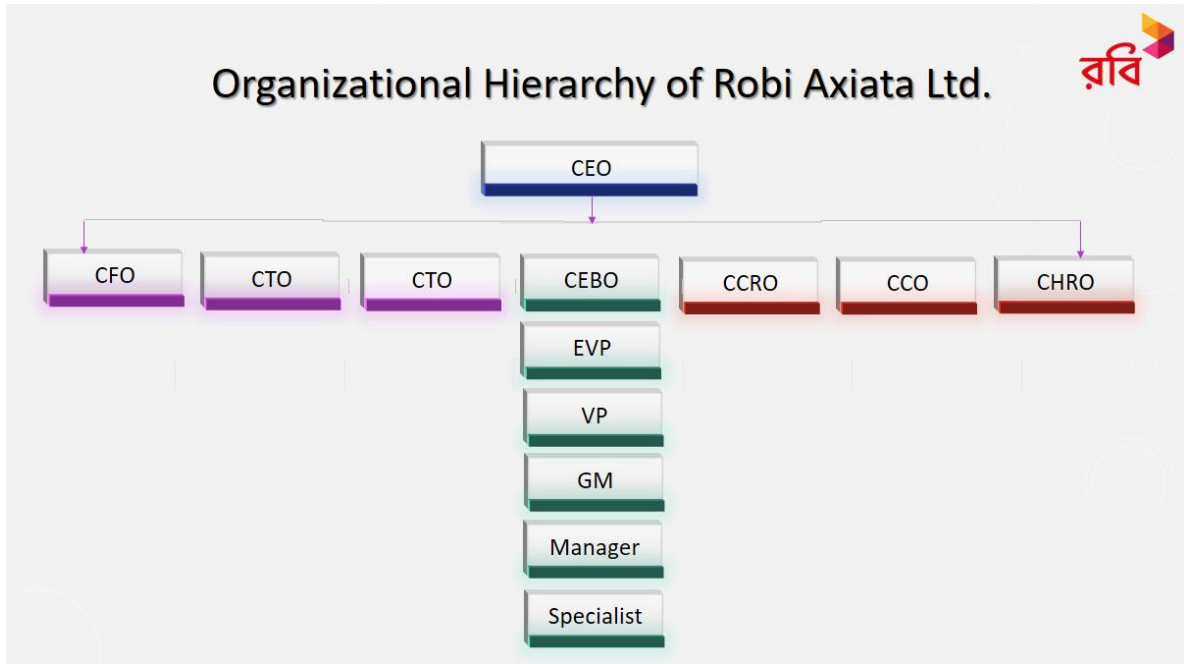 রবি
Organizational Hierarchy of Robi Axiata Ltd.
CEO
CFO
CTO
CTO
CEBO
CCRO
CCO
CHRO
EVP
VP
GM
Manager
Specialist